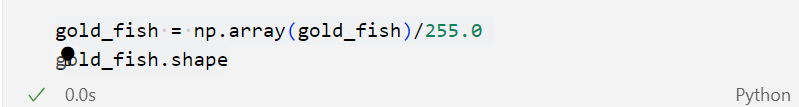 gold_fish = np.array(gold_fish)/255.0
gold_fish.shape
0.0s
Python